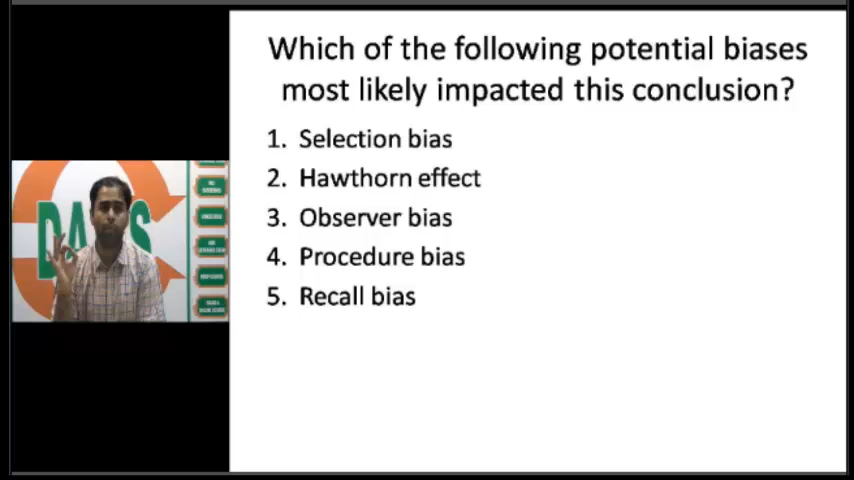 Which of the following potential biases
most likely impacted this conclusion?
1. Selection bias
2. Hawthorn effect
3. Observer bias
4. Procedure bias
5. Recall bias